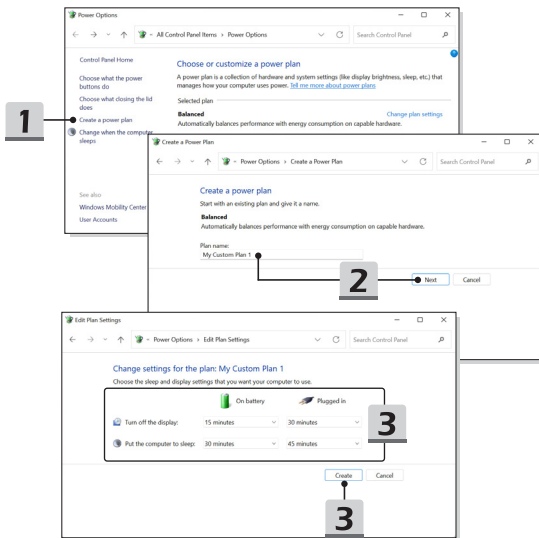 Power Options
All Control Panel Items › Power Options
Search Control Panel
Control Panel Home
Choose what the power
buttons do
Choose what closing the lid
does
Create a power plan
Change when the computer
sleeps
See also
Windows Mobility Center
User Accounts
Choose or customize a power plan
A power plan is a collection of hardware and system settings (like display brightness, sleep, etc.) that
manages how your computer uses power. Tell me more about power plans
Selected plan
Balanced
Change plan settings
Automatically balances performance with energy consumption on capable hardware.
1
Create a Power Plan
Power Options › Create a Power Plan
Search Control Panel
Create a power plan
Start with an existing plan and give it a name.
Balanced
Automatically balances performance with energy consumption on capable hardware.
Plan name:
My Custom Plan 1
2
Next
Cancel
Edit Plan Settings
Power Options › Edit Plan Settings
Search Control Panel
Change settings for the plan: My Custom Plan 1
Choose the sleep and display settings that you want your computer to use.
On battery
Plugged in
Turn off the display:
15 minutes
30 minutes
Put the computer to sleep:
30 minutes
45 minutes
3
Create
Cancel
3